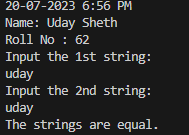 20-07-2023 6:56 PM
Name: Uday Sheth
Roll No : 62
Input the 1st string:
uday
Input the 2nd string:
uday
The strings are equal.